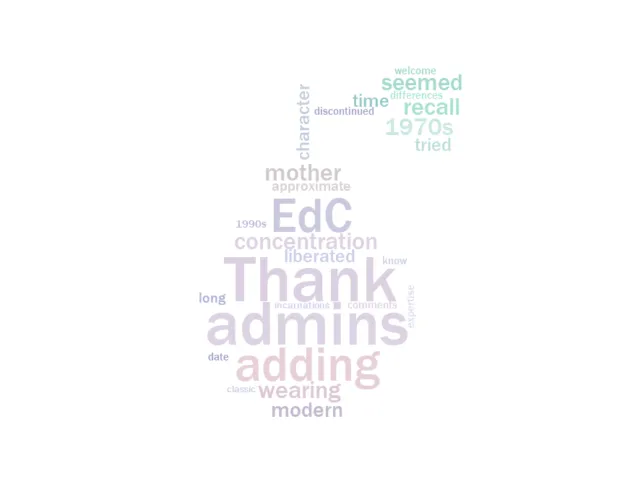 welcome
seemed
differences
time
recall
discontinued
character
1970s
tried
mother
approximate
EdC
1990s
concentration
liberated
know
Thank
long
incarnations
comments
expertise
admins
date
adding
classic
wearing
modern